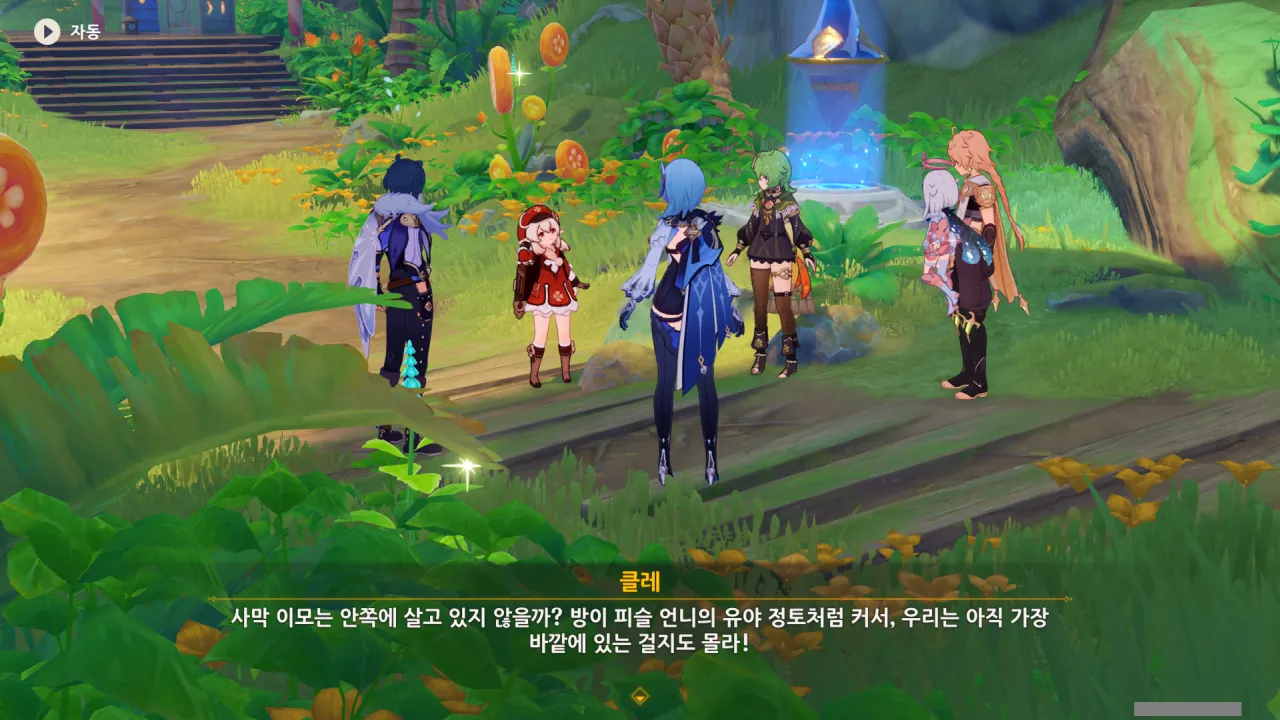 자동
클레
사막 이모는 안쪽에 살고 있지 않을까? 방이 피슬 언니의 유야 정토처럼 커서, 우리는 아직 가장
바깥에 있는 걸지도 몰라!